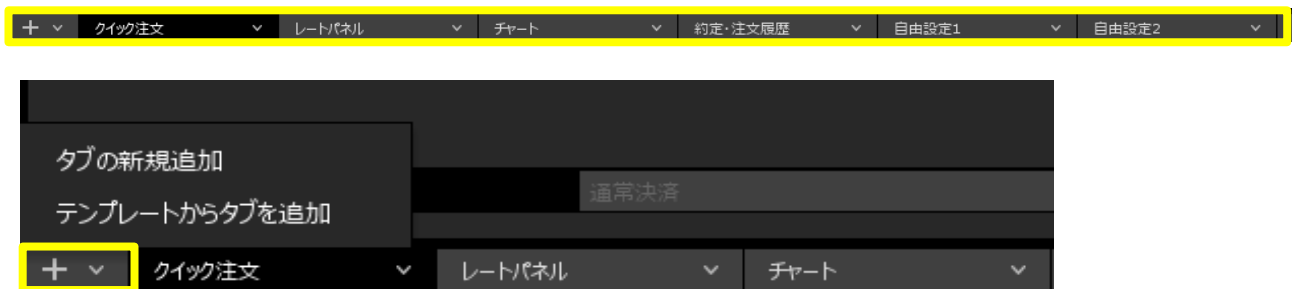 + クイック注文 レートパネル チャート 約定・注文履歴 自由設定1 自由設定2
タブの新規追加
通常決済
テンプレートからタブを追加
+ クイック注文 レートパネル チャート